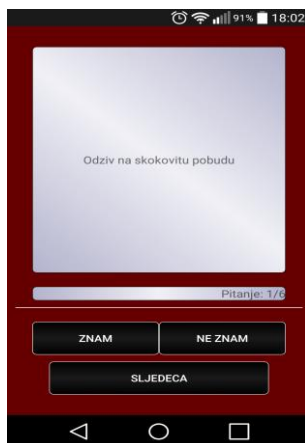 91% 18:02
Odziv na skokovitu pobudu
Pitanje: 1/6
ZNAM NE ZNAM
SLJEDECA